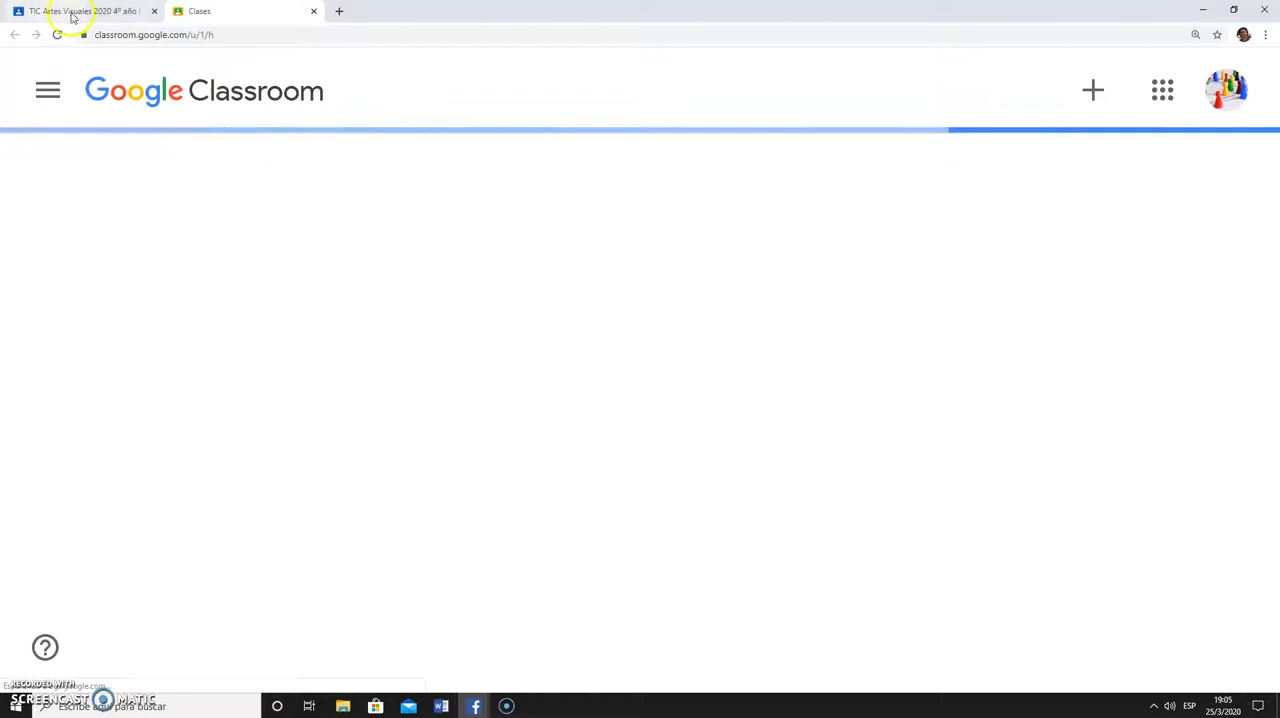 TIC Artes Visuales 2020 4º año
Clases
classroom.google.com/u/1/h
Google Classroom
RECORDED WITH
SCREENCAST MATIC
Escribe aquí para buscar
ESP
19:05
25/3/2020